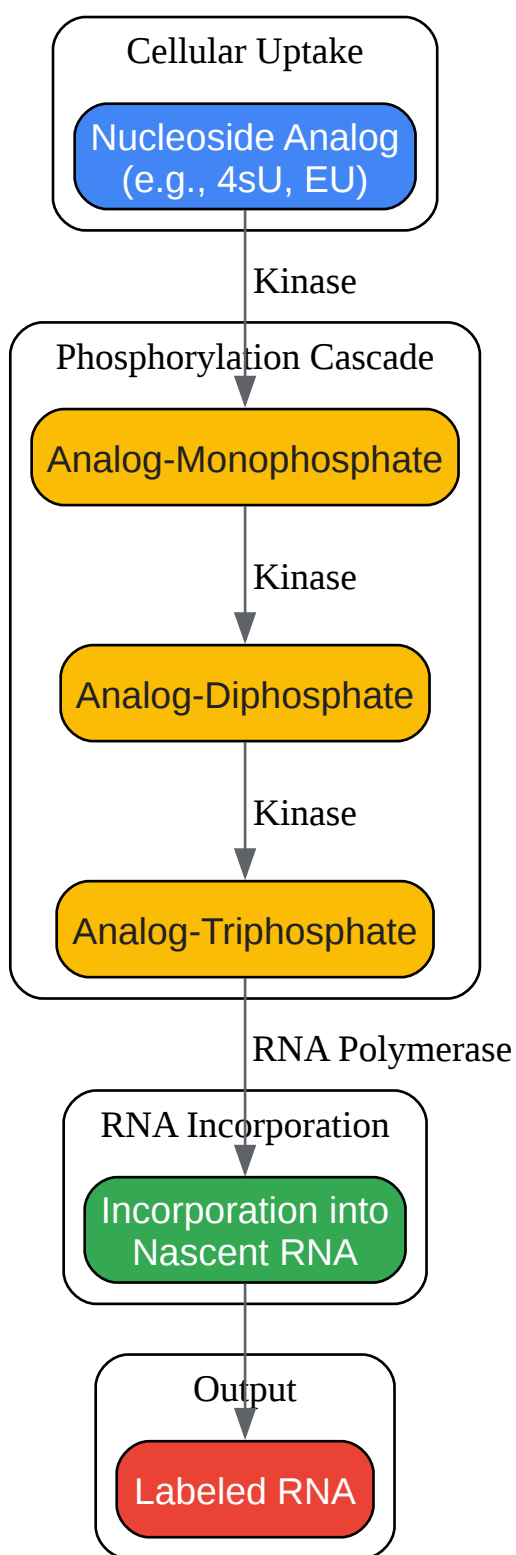 Cellular Uptake
Nucleoside Analog
(e.g., 4sU, EU)
Kinase
Phosphorylation Cascade
Analog-Monophosphate
Kinase
Analog-Diphosphate
Kinase
Analog-Triphosphate
RNA Polymerase
RNA Incorporation
Incorporation into
Nascent RNA
Output
Labeled RNA